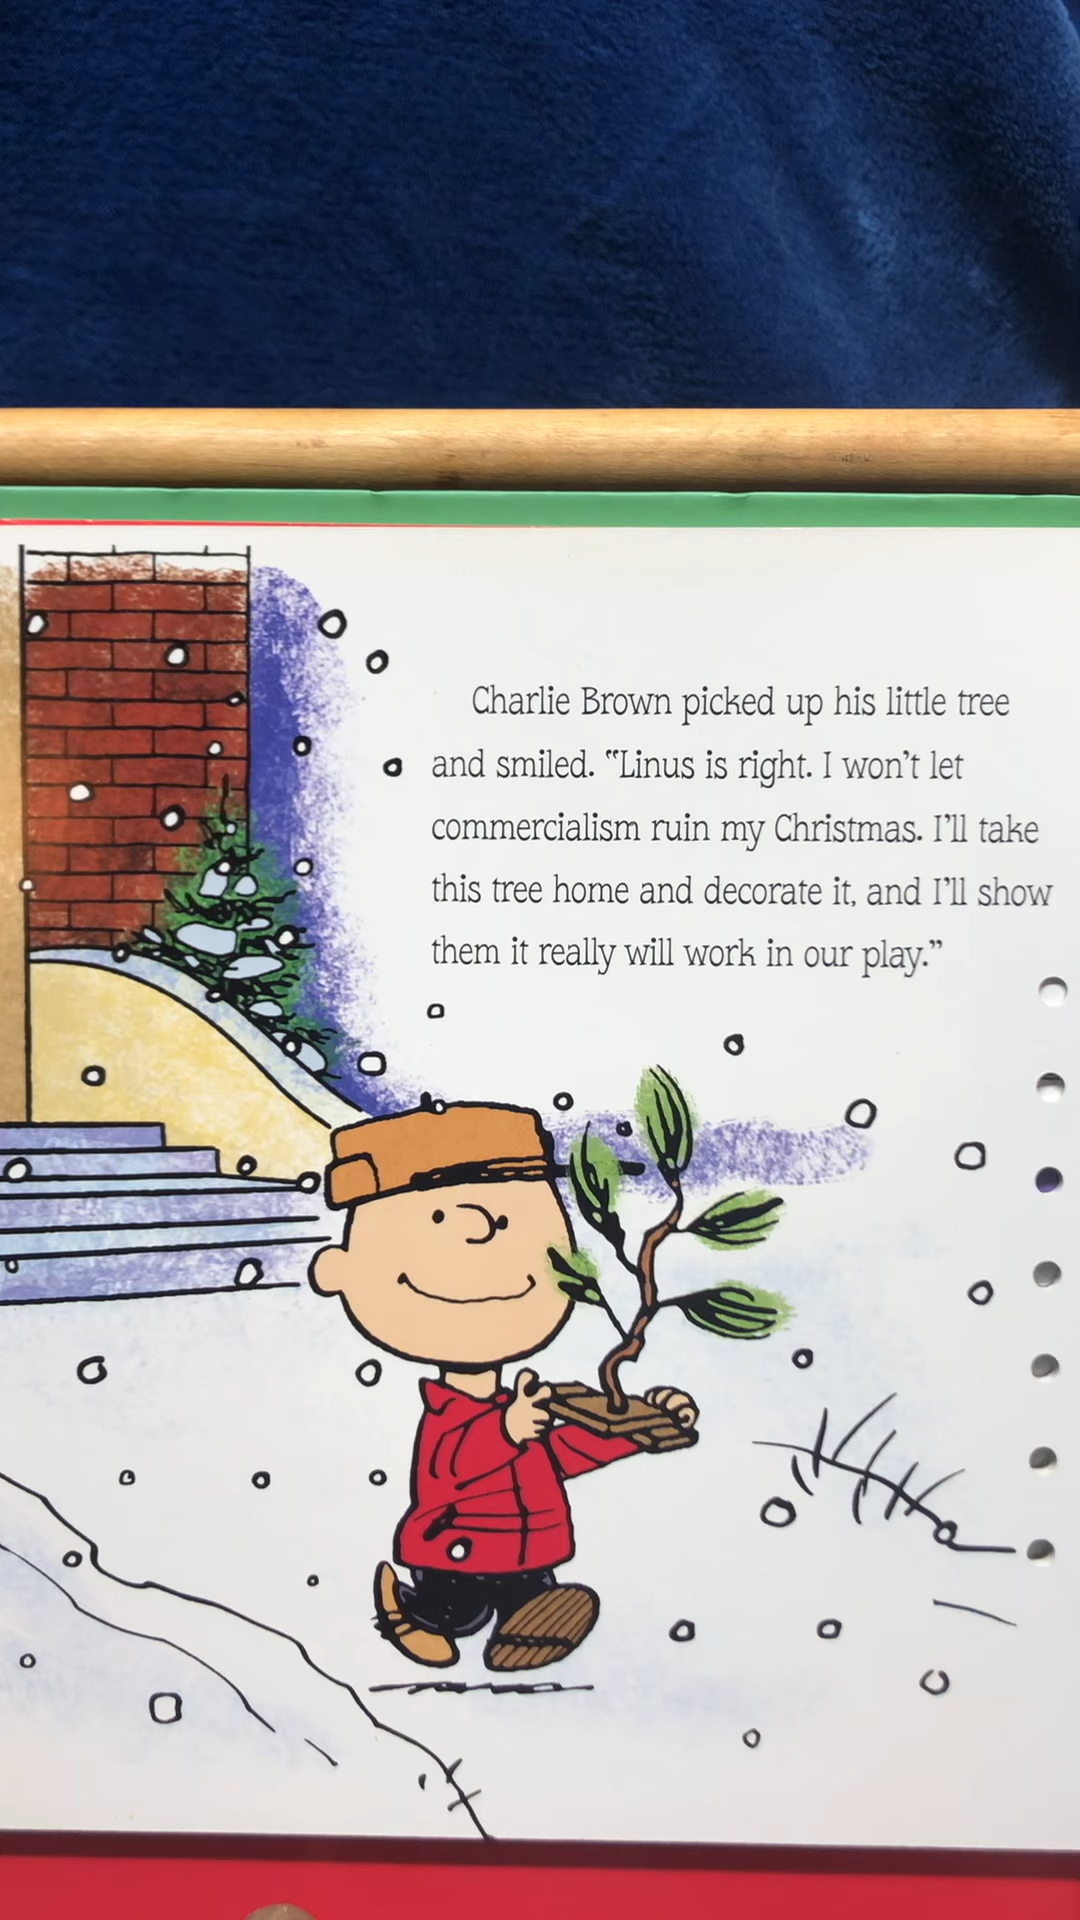 Charlie Brown picked up his little tree
and smiled. “Linus is right. I won’t let
commercialism ruin my Christmas. I’ll take
this tree home and decorate it, and I’ll show
them it really will work in our play.”